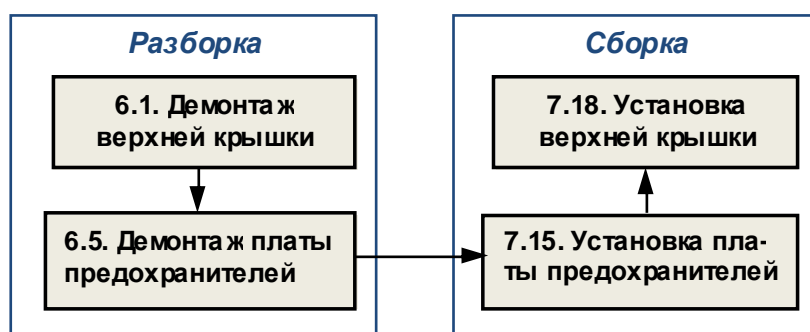 Разборка
6.1. Демонтаж
верхней крышки
6.5. Демонтаж платы
предохранителей
Сборка
7.18. Установка
верхней крышки
7.15. Установка пла-
ты предохранителей